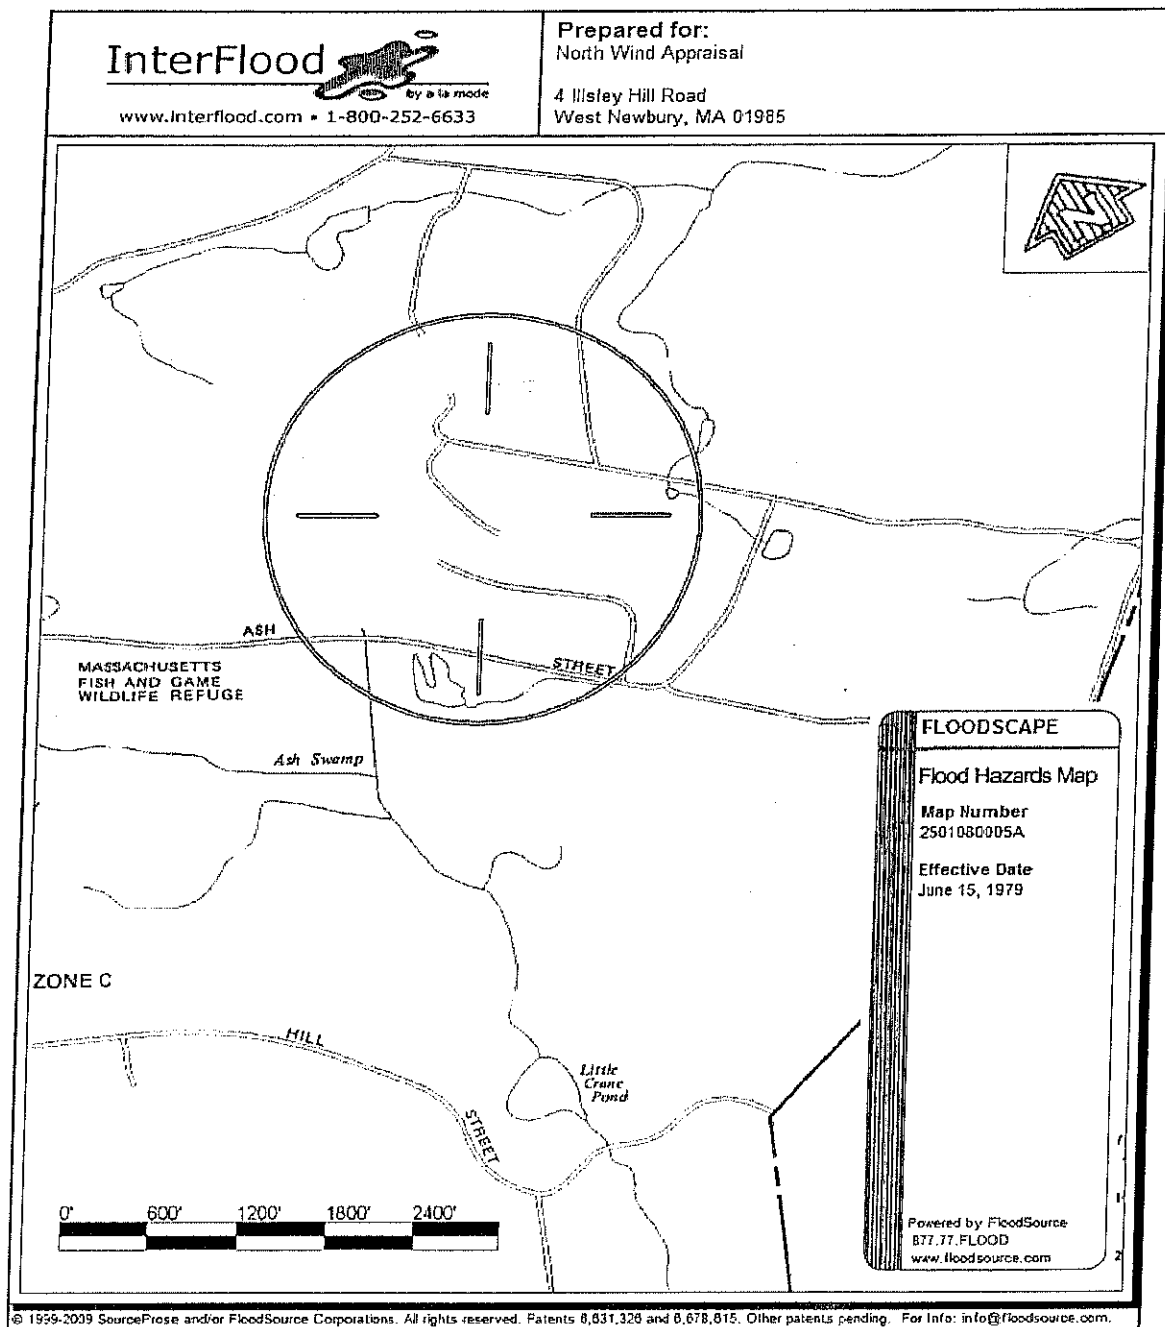 InterFlood
by a la mode
www.interflood.com • 1-800-252-6633
Prepared for:
North Wind Appraisal
4 Illsley Hill Road
West Newbury, MA 01985
N
ASH
STREET
MASSACHUSETTS
FISH AND GAME
WILDLIFE REFUGE
Ash Swamp
ZONE C
HILL
STREET
Little
Crane
Pond
0' 600' 1200' 1800' 2400'
FLOODSCAPE
Flood Hazards Map
Map Number
2501080005A
Effective Date
June 15, 1979
Powered by FloodSource
877.77.FLOOD
www.floodsource.com
© 1999-2009 SourceProse and/or FloodSource Corporations. All rights reserved. Patents 6,631,326 and 6,678,615. Other patents pending. For Info: info@floodsource.com.